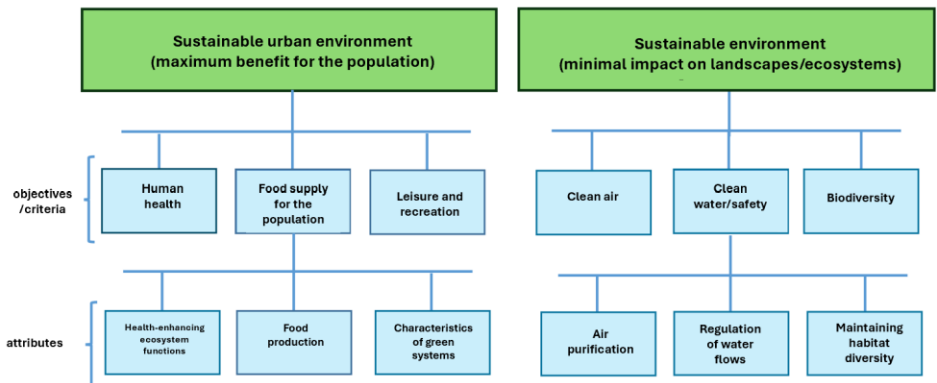 Sustainable urban environment
(maximum benefit for the population)
Sustainable environment
(minimal impact on landscapes/ecosystems)
objectives
/criteria
Human
health
Food supply
for the
population
Leisure and
recreation
Clean air
Clean
water/safety
Biodiversity
attributes
Health-enhancing
ecosystem
functions
Food
production
Characteristics
of green
systems
Air
purification
Regulation
of water
flows
Maintaining
habitat
diversity